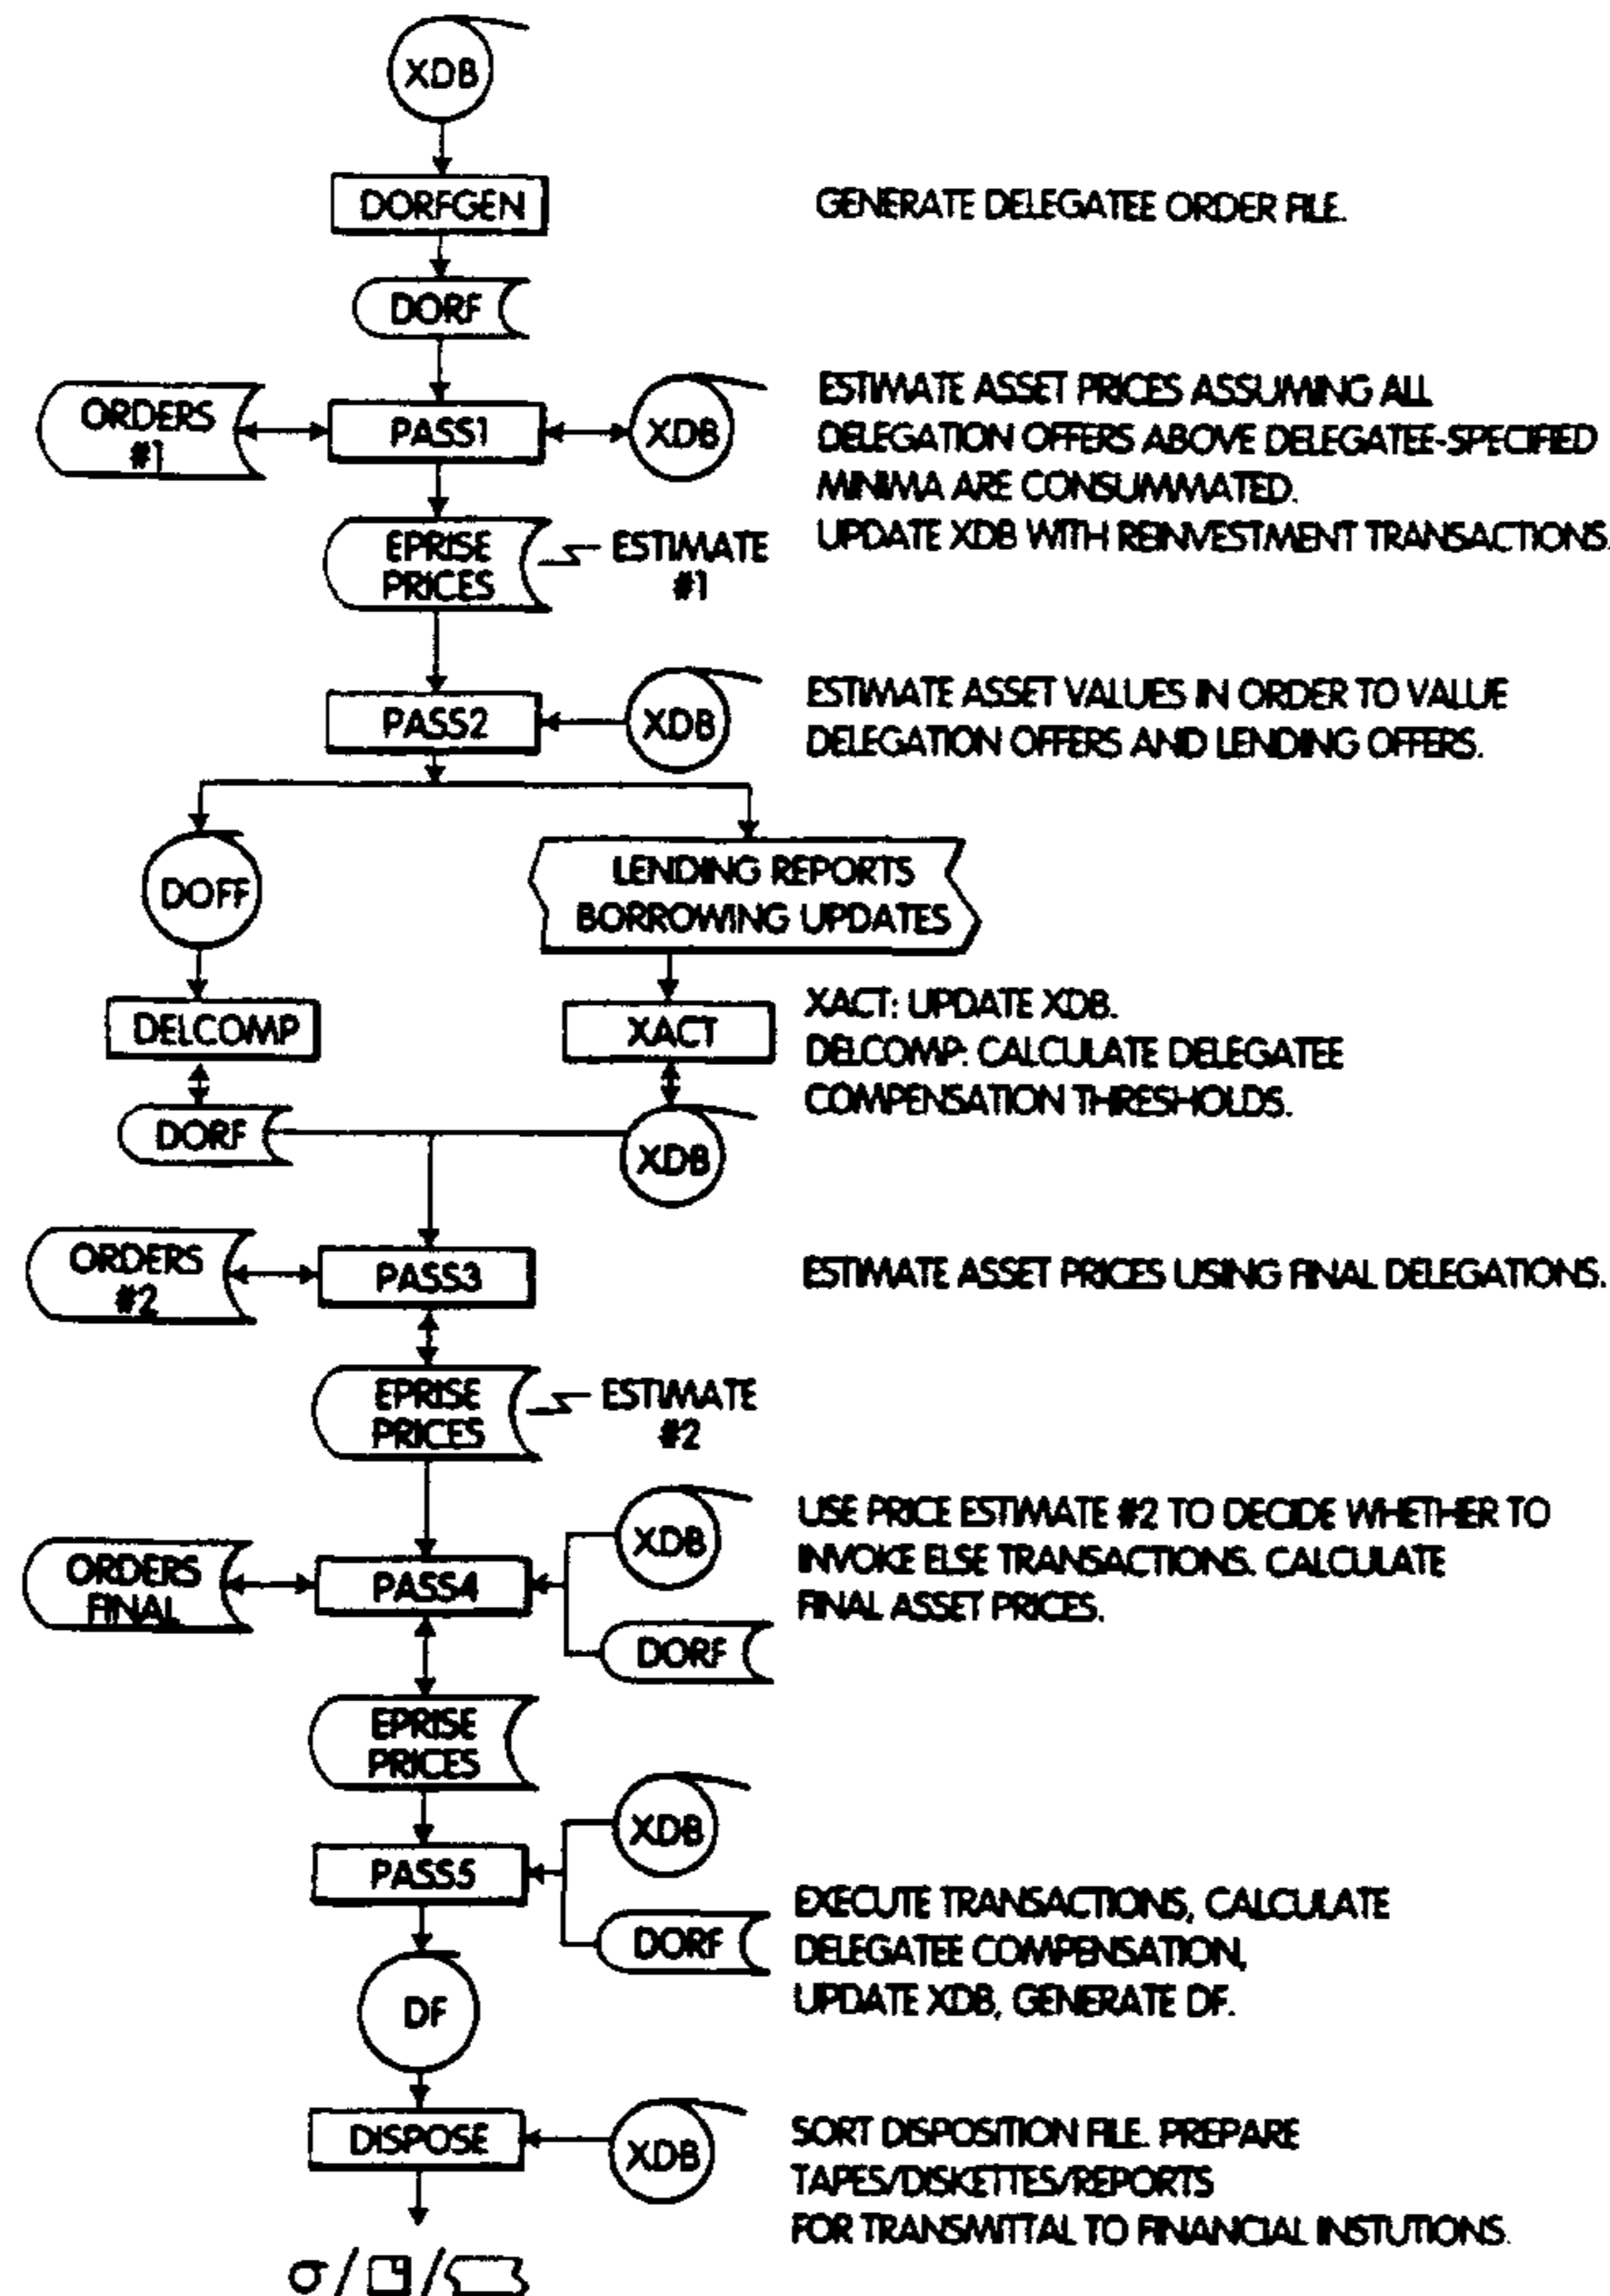 XDB
DORFGEN
GENERATE DELEGATEE ORDER FILE.
DORF
ORDERS
#1
PASS1
XDB
ESTIMATE ASSET PRICES ASSUMING ALL
DELEGATION OFFERS ABOVE DELEGATEE-SPECIFIED
MINIMA ARE CONSUMMATED.
UPDATE XDB WITH REINVESTMENT TRANSACTIONS.
EPRISE
PRICES
ESTIMATE
#1
PASS2
XDB
ESTIMATE ASSET VALUES IN ORDER TO VALUE
DELEGATION OFFERS AND LENDING OFFERS.
DOFF
LENDING REPORTS
BORROWING UPDATES
DELCOMP
XACT
XACT: UPDATE XDB.
DELCOMP: CALCULATE DELEGATEE
COMPENSATION THRESHOLDS.
DORF
XDB
ORDERS
#2
PASS3
ESTIMATE ASSET PRICES USING FINAL DELEGATIONS.
EPRISE
PRICES
ESTIMATE
#2
XDB
USE PRICE ESTIMATE #2 TO DECIDE WHETHER TO
INVOKE ELSE TRANSACTIONS. CALCULATE
FINAL ASSET PRICES.
ORDERS
FINAL
PASS4
DORF
EPRISE
PRICES
XDB
PASS5
DORF
EXECUTE TRANSACTIONS, CALCULATE
DELEGATEE COMPENSATION,
UPDATE XDB, GENERATE DF.
DF
DISPOSE
XDB
SORT DISPOSITION FILE. PREPARE
TAPES/DISKETTES/REPORTS
FOR TRANSMITTAL TO FINANCIAL INSTUTIONS.